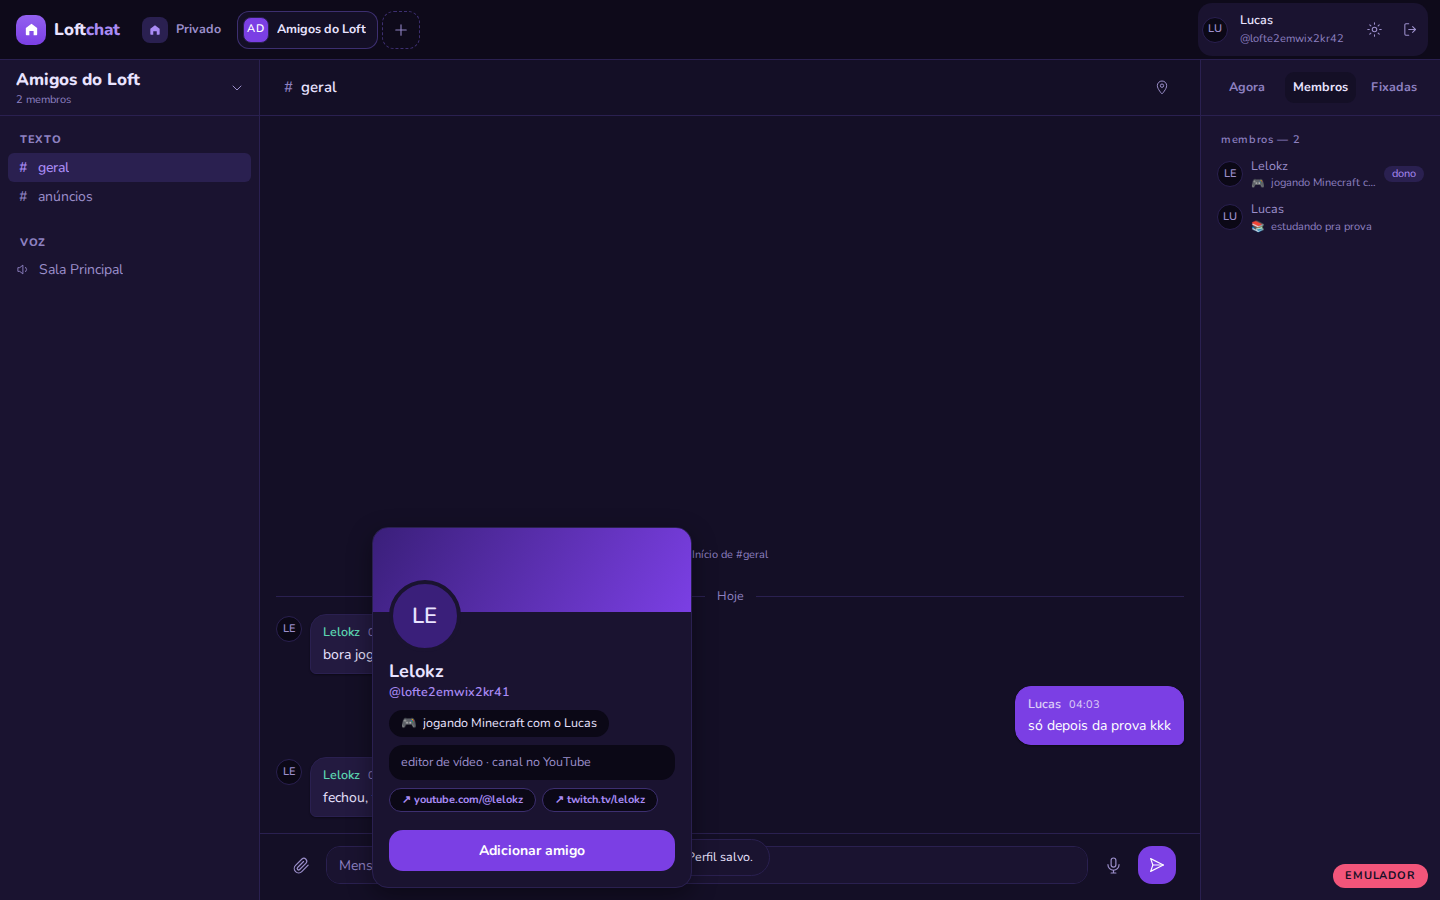 Loftchat
Privado
AD Amigos do Loft
LU Lucas
@lofte2emwix2kr42
Amigos do Loft
2 membros
TEXTO
# geral
# anúncios
VOZ
Sala Principal
# geral
Início de #geral
Hoje
LE Lelokz
bora jog
Lucas 04:03
só depois da prova kkk
LE Lelokz
fechou,
Mens
LE
Lelokz
@lofte2emwix2kr41
🎮 jogando Minecraft com o Lucas
editor de vídeo · canal no YouTube
↗ youtube.com/@lelokz ↗ twitch.tv/lelokz
Adicionar amigo
Perfil salvo.
Agora Membros Fixadas
membros — 2
LE Lelokz
🎮 jogando Minecraft c... dono
LU Lucas
📚 estudando pra prova
EMULADOR